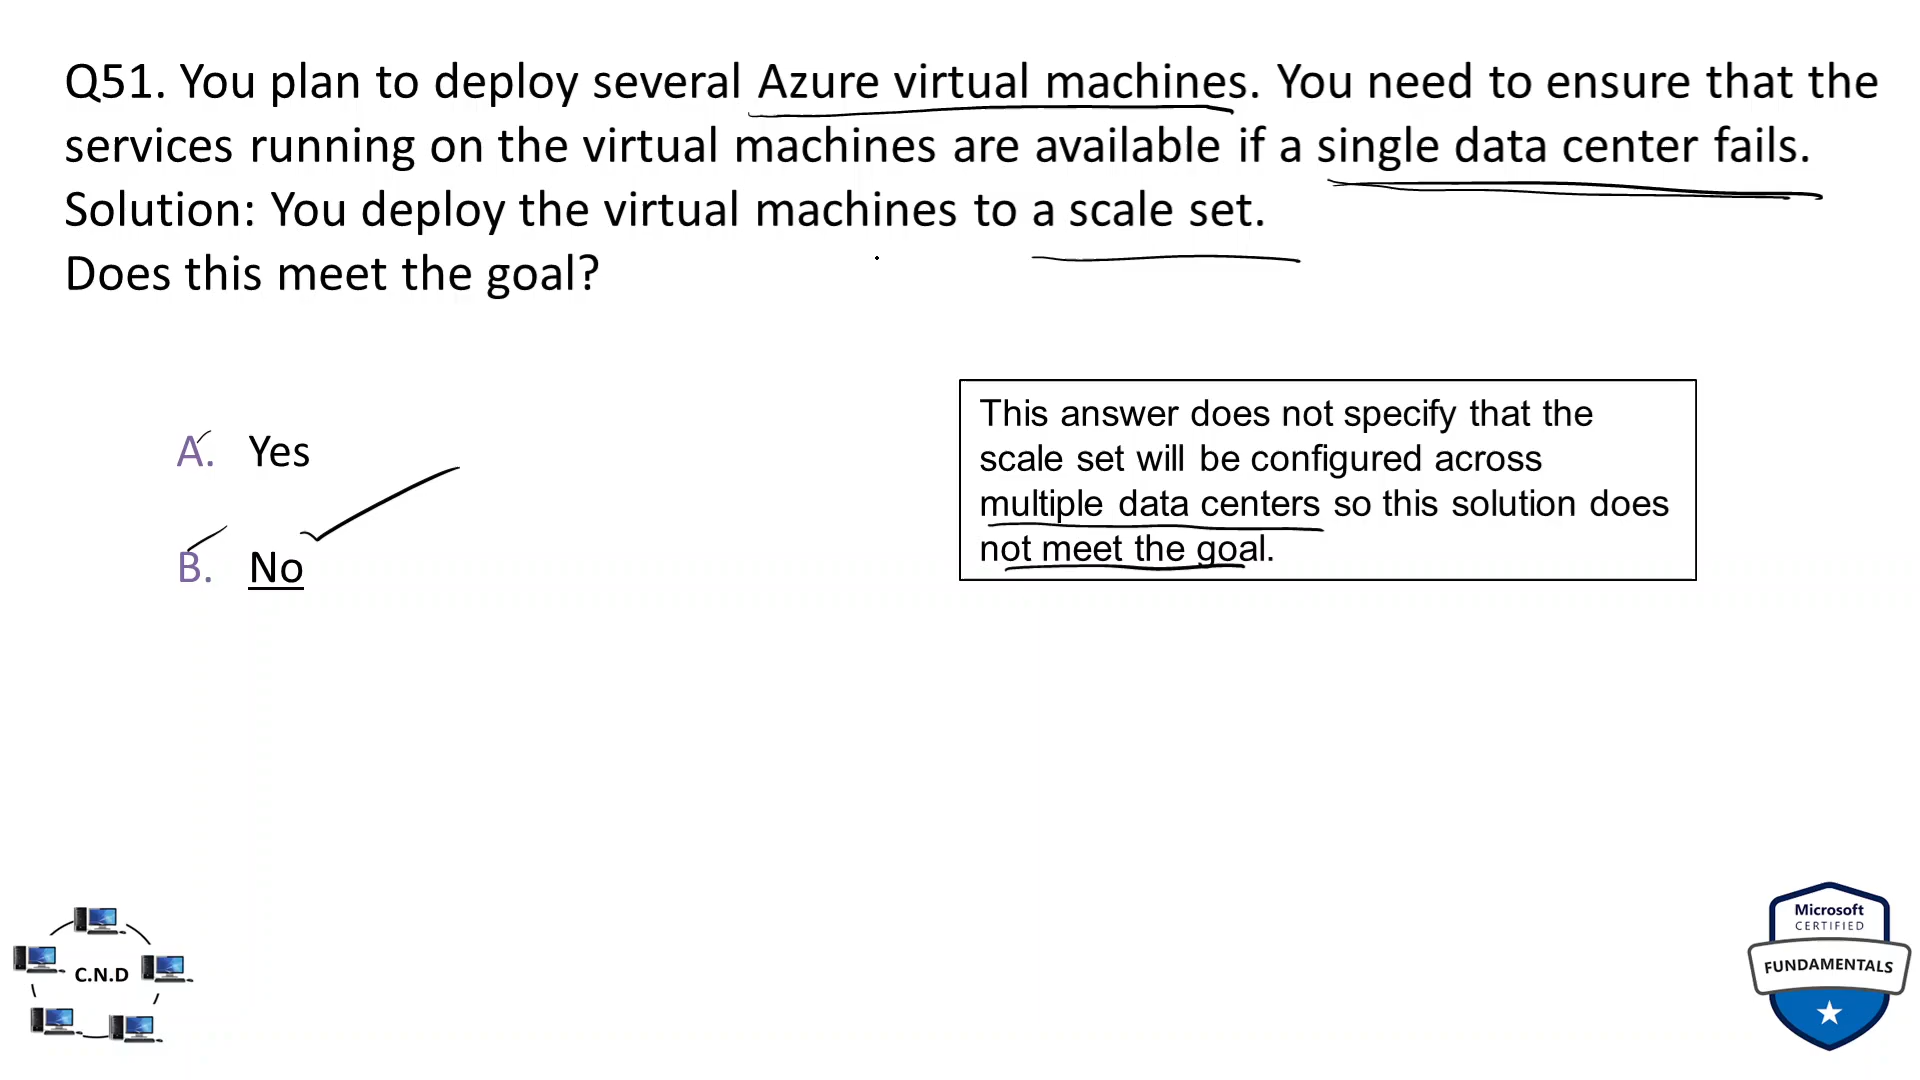 Q51. You plan to deploy several Azure virtual machines. You need to ensure that the
services running on the virtual machines are available if a single data center fails.
Solution: You deploy the virtual machines to a scale set.
Does this meet the goal?
A. Yes
B. No
This answer does not specify that the
scale set will be configured across
multiple data centers so this solution does
not meet the goal.
C.N.D
Microsoft
CERTIFIED
FUNDAMENTALS